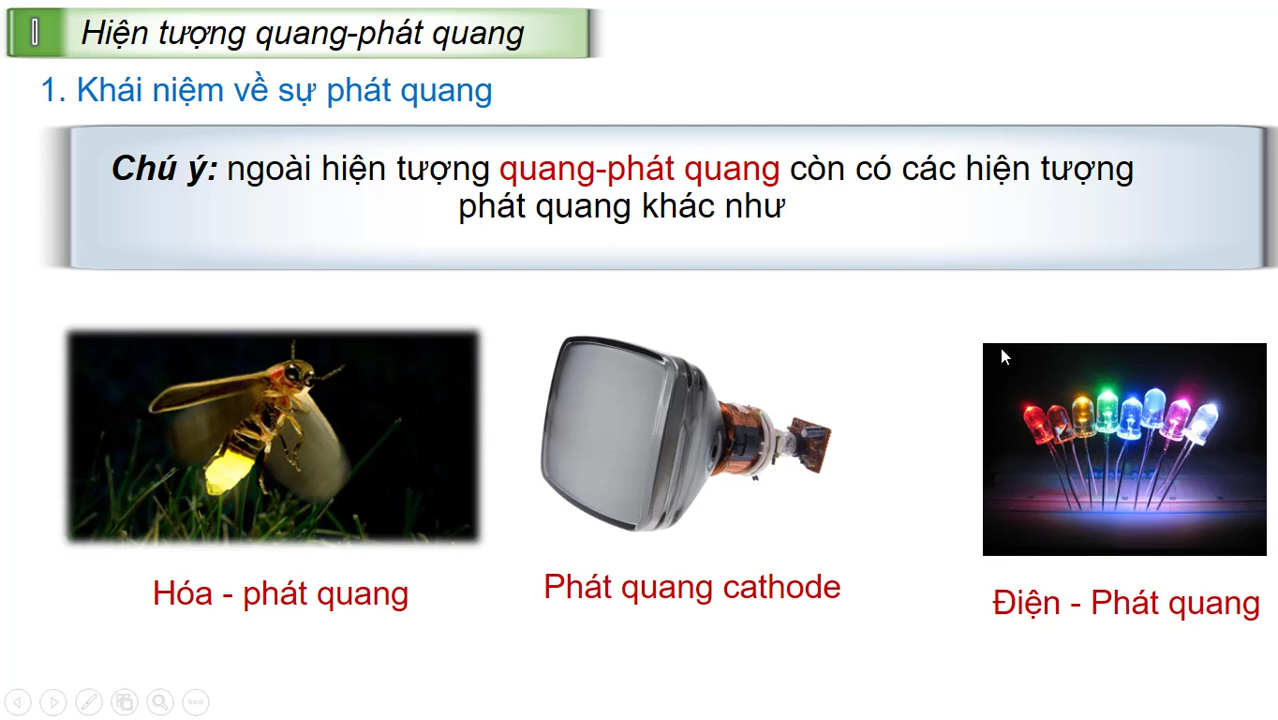 I
Hiện tượng quang-phát quang
1. Khái niệm về sự phát quang
Chú ý: ngoài hiện tượng quang-phát quang còn có các hiện tượng
phát quang khác như
Hóa - phát quang
Phát quang cathode
Điện - Phát quang